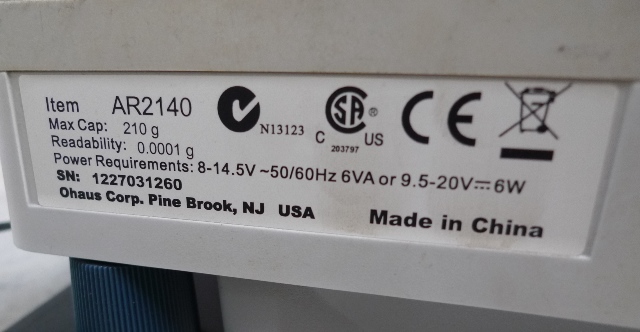 Item AR2140
Max Cap: 210 g
Readability: 0.0001 g
Power Requirements: 8-14.5V ~50/60Hz 6VA or 9.5-20V⎓6W
SN: 1227031260
Ohaus Corp. Pine Brook, NJ USA
N13123
SA ®
C US
203797
CE
Made in China